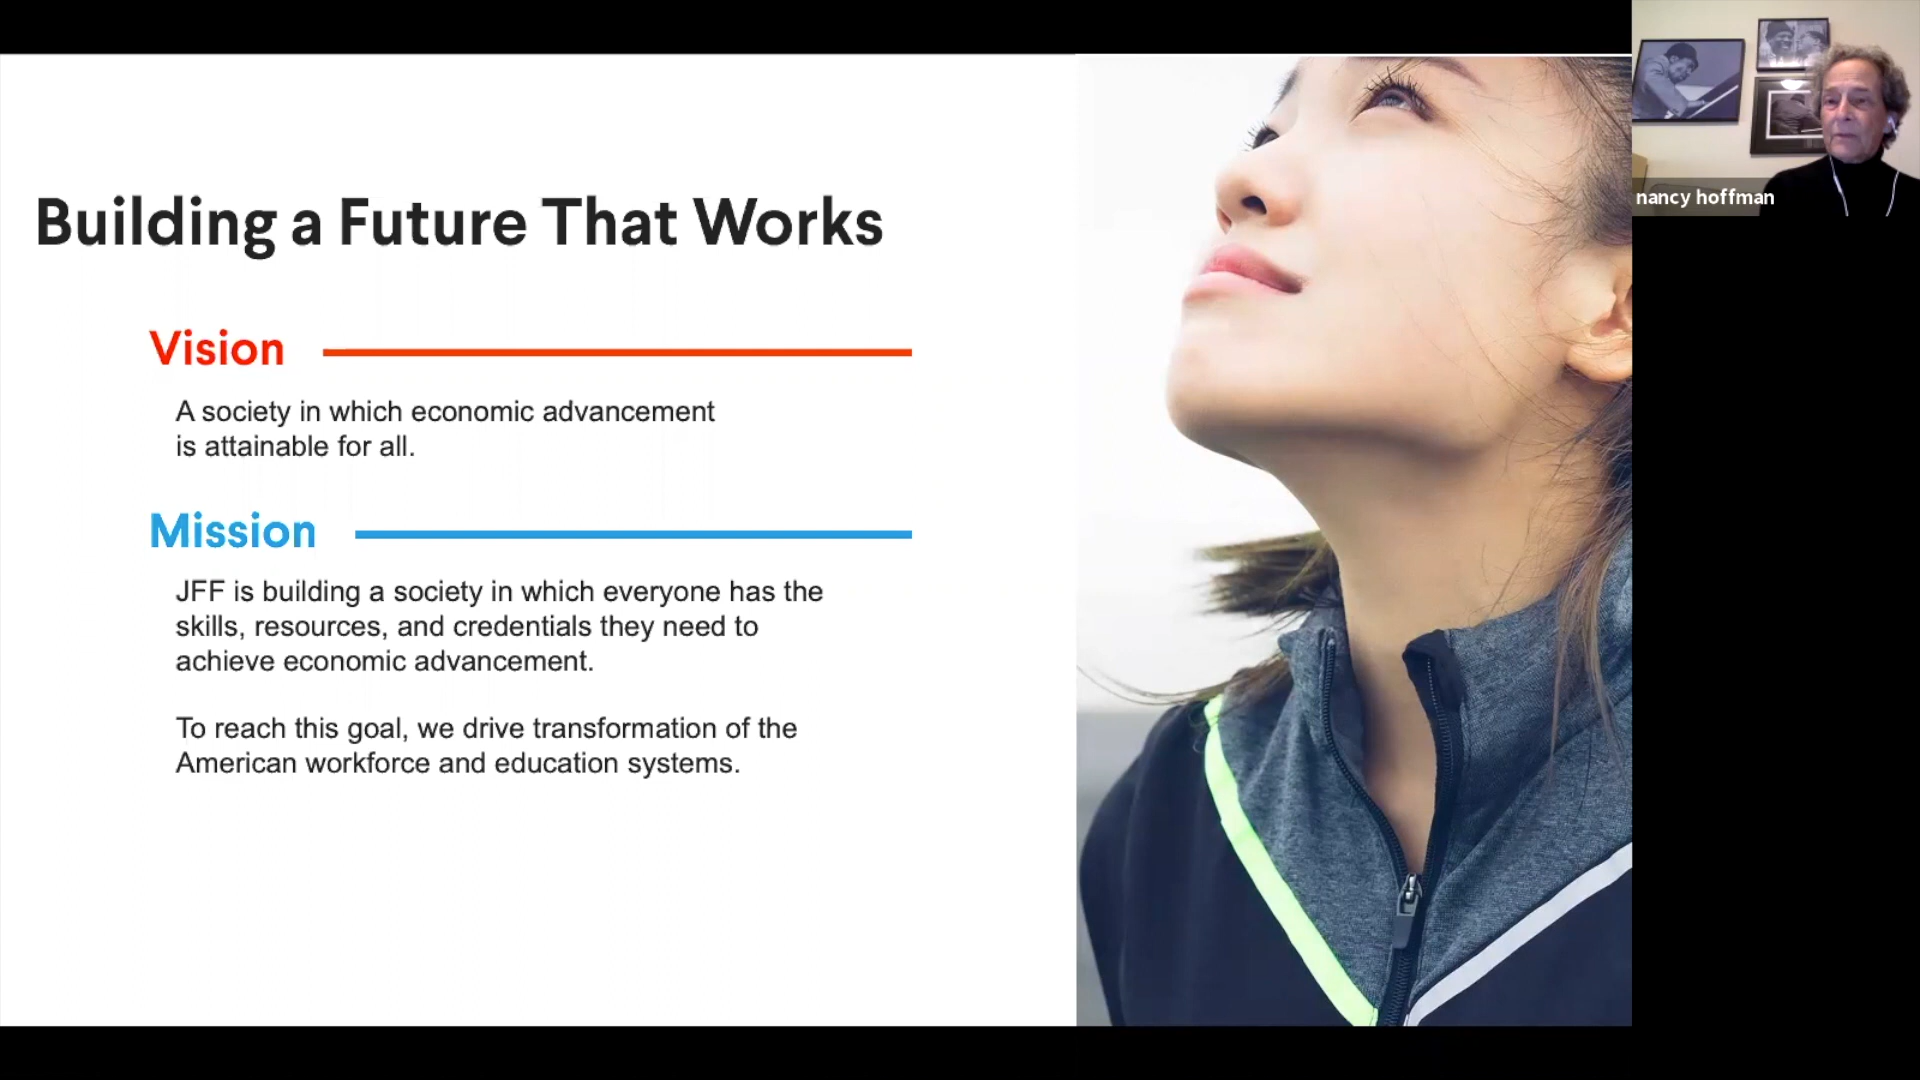 Building a Future That Works
Vision
A society in which economic advancement
is attainable for all.
Mission
JFF is building a society in which everyone has the
skills, resources, and credentials they need to
achieve economic advancement.
To reach this goal, we drive transformation of the
American workforce and education systems.
nancy hoffman